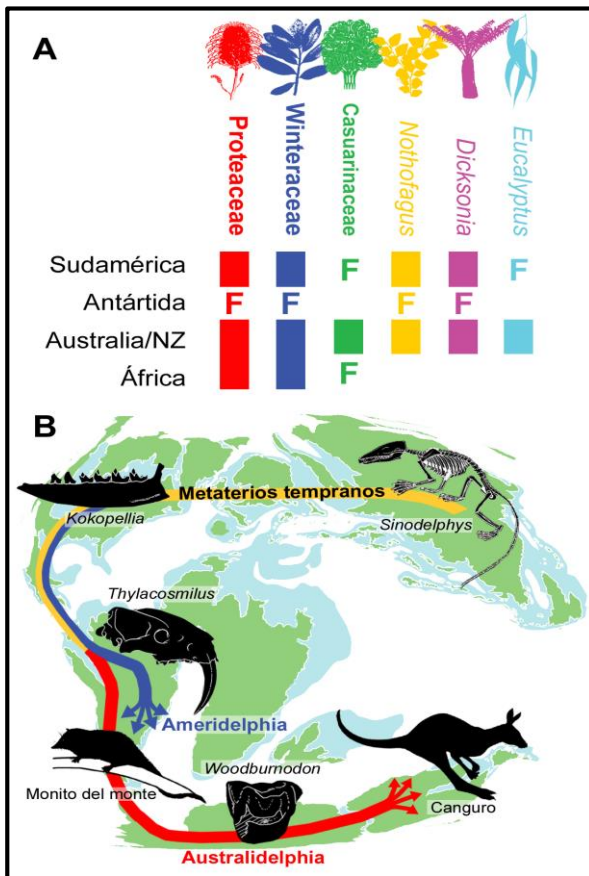 A
Proteaceae
Winteraceae
Casuarinaceae
Nothofagus
Dicksonia
Eucalyptus
Sudamérica F F
Antártida F F F F
Australia/NZ
África F
B
Metaterios tempranos
Kokopellia
Sinodelphys
Thylacosmilus
Ameridelphia
Woodburnodon
Monito del monte
Canguro
Australidelphia